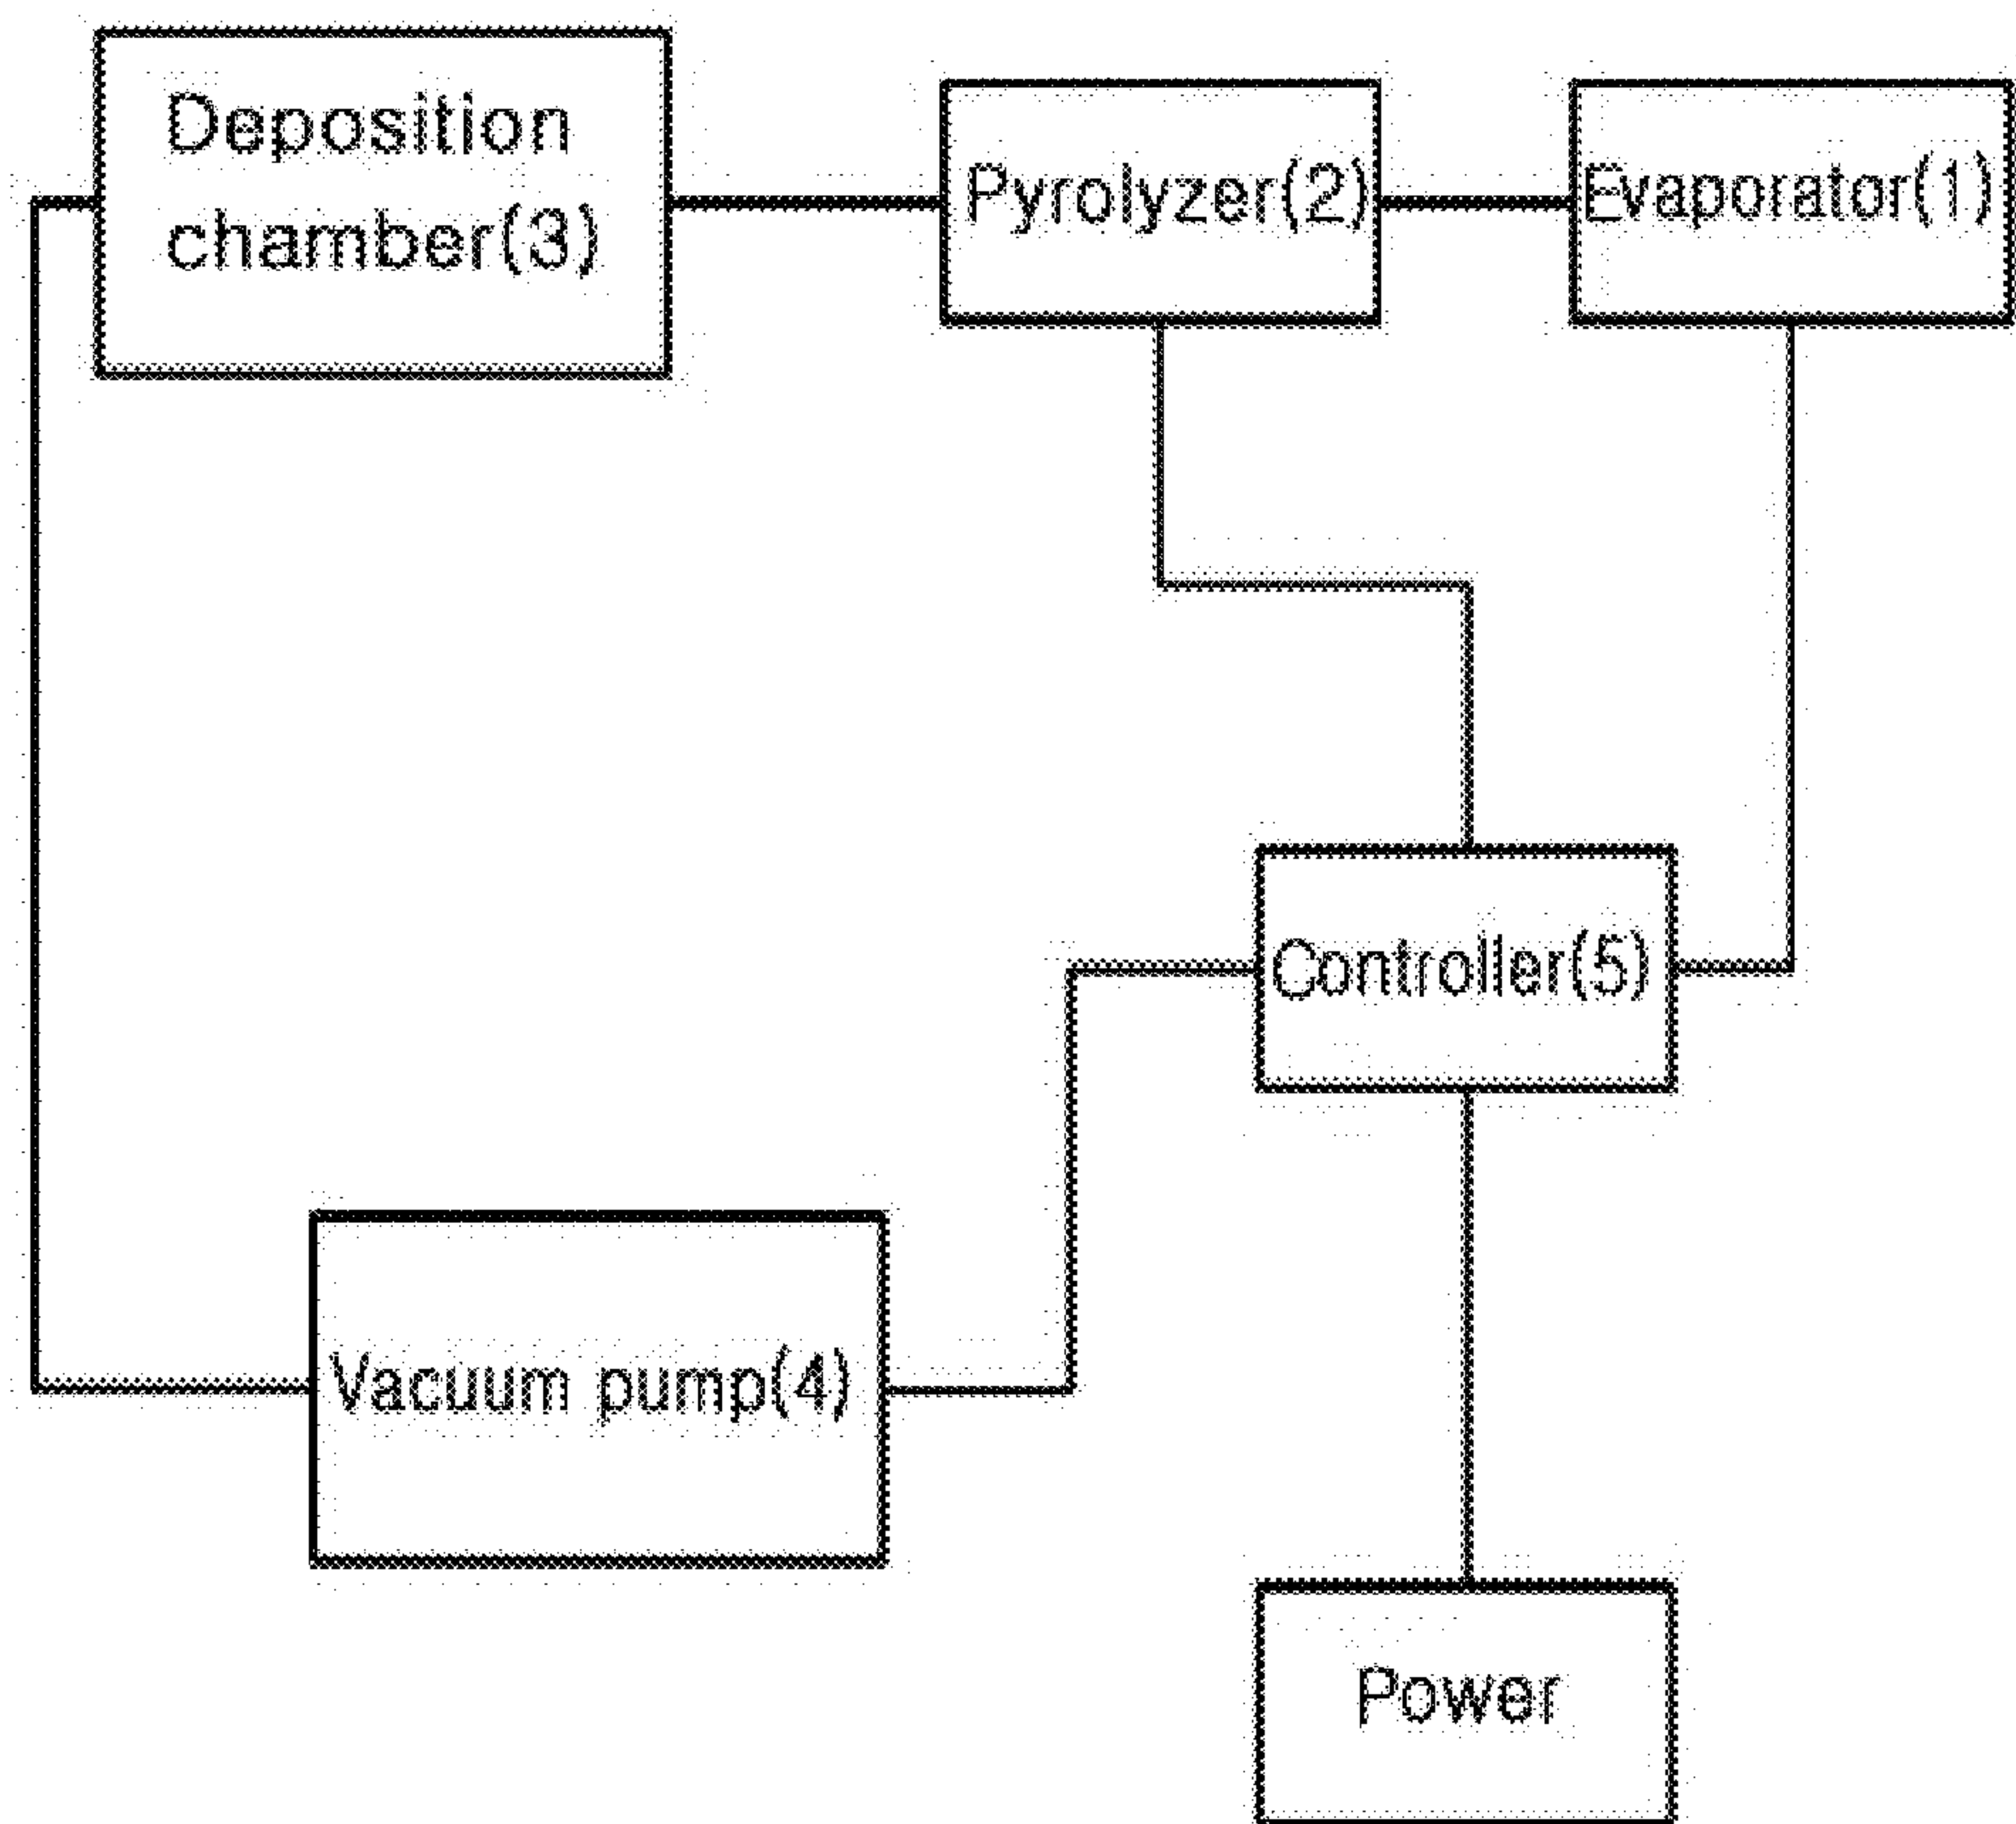 Deposition
chamber(3)
Pyrolyzer(2)
Evaporator(1)
Controller(5)
Vacuum pump(4)
Power